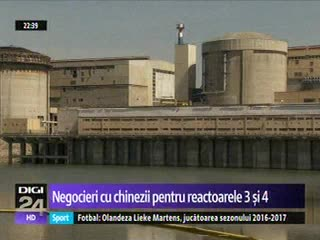 22:39
Negocieri cu chinezii pentru reactoarele 3 și 4
DIGI
24
HD
Sport
Fotbal: Olandeza Lieke Martens, jucătoarea sezonului 2016-2017